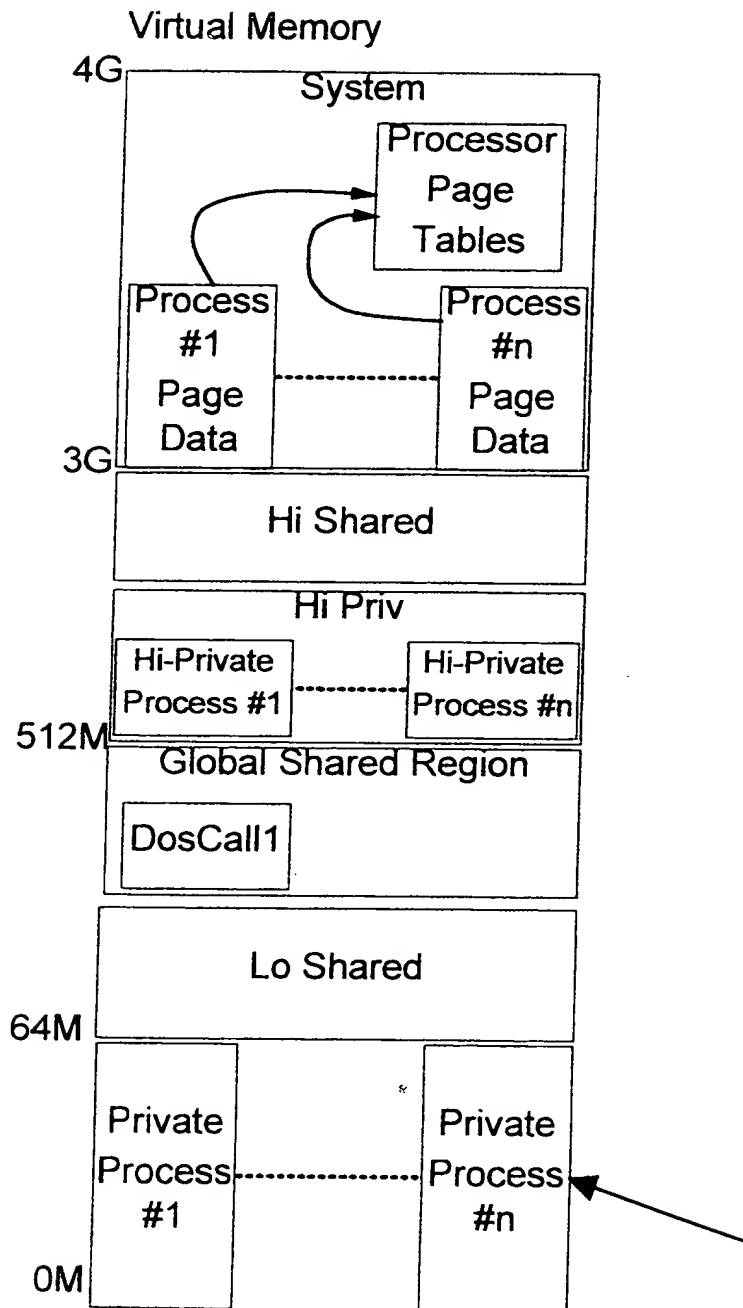 Virtual Memory
4G
System
Processor
Page
Tables
Process
#1
Page
Data
Process
#n
Page
Data
3G
Hi Shared
Hi Priv
Hi-Private
Process #1
Hi-Private
Process #n
512M
Global Shared Region
DosCall1
Lo Shared
64M
Private
Process
#1
Private
Process
#n
0M